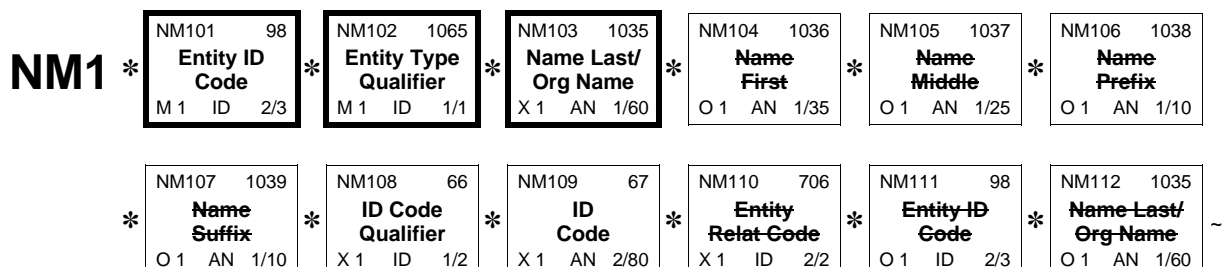 NM101 98 NM102 1065 NM103 1035 NM104 1036 NM105 1037 NM106 1038
NM1 * Entity ID * Entity Type * Name Last/ * Name * Name * Name
Code Qualifier Org Name First Middle Prefix
M 1 ID 2/3 M 1 ID 1/1 X 1 AN 1/60 O 1 AN 1/35 O 1 AN 1/25 O 1 AN 1/10
NM107 1039 NM108 66 NM109 67 NM110 706 NM111 98 NM112 1035
* Name * ID Code * ID * Entity * Entity ID * Name Last/ ~
Suffix Qualifier Code Relat Code Code Org Name
O 1 AN 1/10 X 1 ID 1/2 X 1 AN 2/80 X 1 ID 2/2 O 1 ID 2/3 O 1 AN 1/60